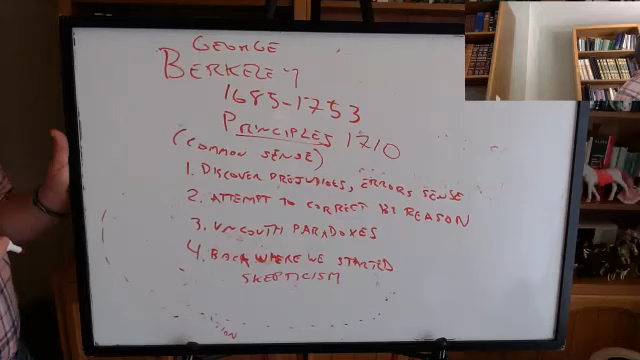 GEORGE
BERKELEY
1685-1753
PRINCIPLES 1710
(COMMON SENSE)
1. DISCOVER PREJUDICES, ERRORS SENSE
2. ATTEMPT TO CORRECT BY REASON
3. UNCOUTH PARADOXES
4. BACK WHERE WE STARTED
SKEPTICISM